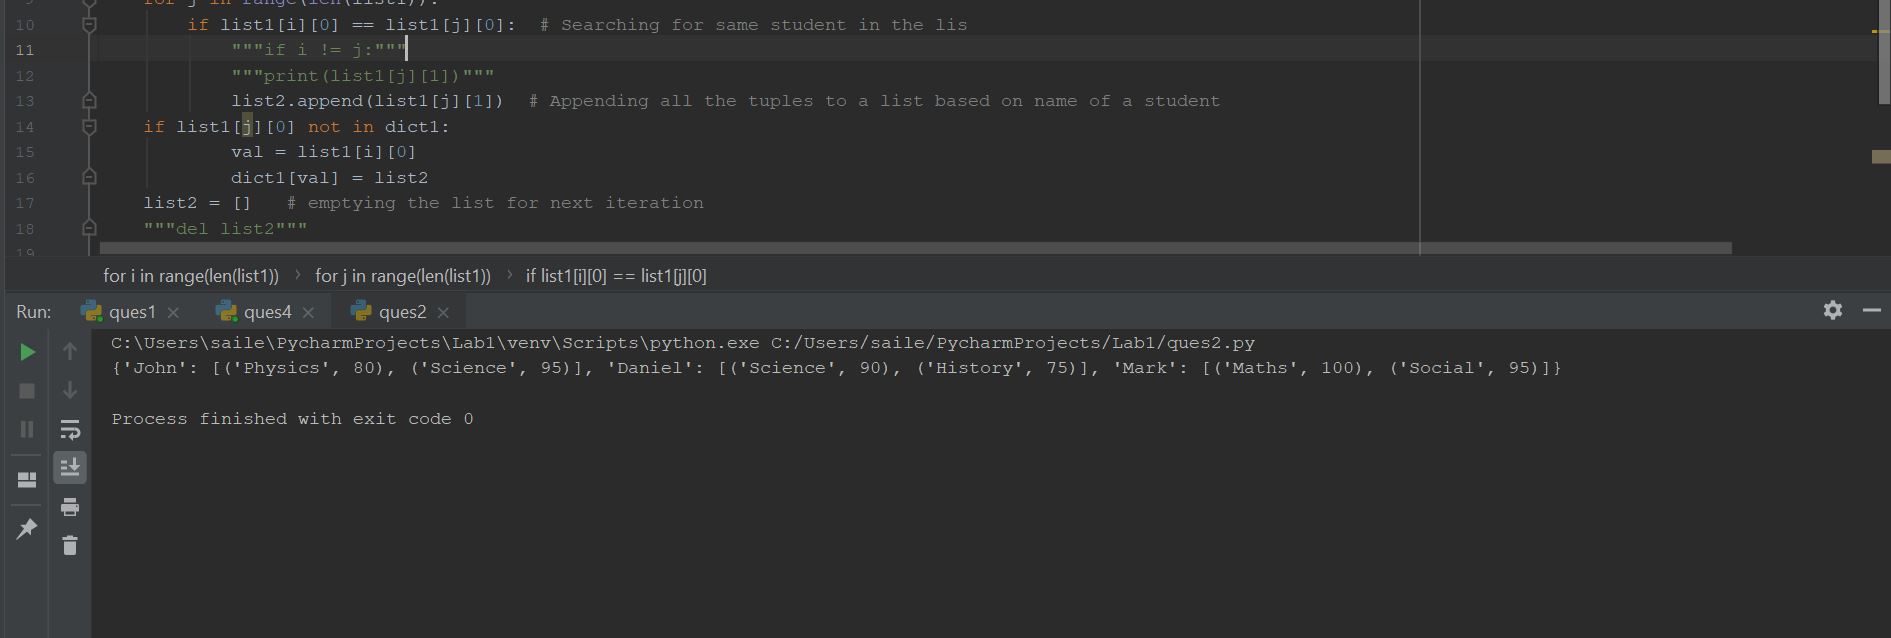 for j in range(len(list1)):
10 if list1[i][0] == list1[j][0]:  # Searching for same student in the lis
11 """if i != j:"""
12 """print(list1[j][1])"""
13 list2.append(list1[j][1])  # Appending all the tuples to a list based on name of a student
14 if list1[j][0] not in dict1:
15 val = list1[i][0]
16 dict1[val] = list2
17 list2 = []   # emptying the list for next iteration
18 """del list2"""
19
for i in range(len(list1)) › for j in range(len(list1)) › if list1[i][0] == list1[j][0]
Run: ques1 × ques4 × ques2 ×
C:\Users\saile\PycharmProjects\Lab1\venv\Scripts\python.exe C:/Users/saile/PycharmProjects/Lab1/ques2.py
{'John': [('Physics', 80), ('Science', 95)], 'Daniel': [('Science', 90), ('History', 75)], 'Mark': [('Maths', 100), ('Social', 95)]}
Process finished with exit code 0